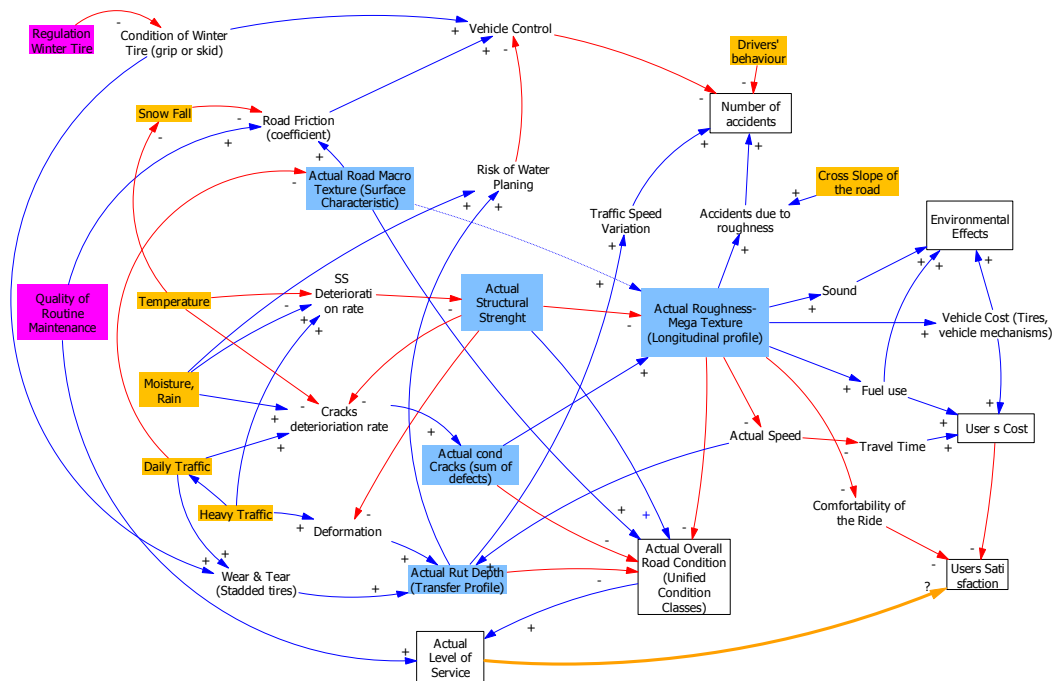 Regulation
Winter Tire
Condition of Winter
Tire (grip or skid)
Vehicle Control
Drivers'
behaviour
Snow Fall
Road Friction
(coefficient)
Number of
accidents
Actual Road Macro
Texture (Surface
Characteristic)
Risk of Water
Planing
Cross Slope of
the road
Traffic Speed
Variation
Accidents due to
roughness
Environmental
Effects
Quality of
Routine
Maintenance
Temperature
SS
Deteriorati
on rate
Actual
Structural
Strenght
Actual Roughness-
Mega Texture
(Longitudinal profile)
Sound
Vehicle Cost (Tires,
vehicle mechanisms)
Moisture,
Rain
Fuel use
Cracks
deterioriation rate
User s Cost
Actual Speed
Travel Time
Daily Traffic
Actual cond
Cracks (sum of
defects)
Heavy Traffic
Deformation
Comfortability of
the Ride
Wear & Tear
(Stadded tires)
Actual Rut Depth
(Transfer Profile)
Actual Overall
Road Condition
(Unified
Condition
Classes)
Users Sati
sfaction
?
Actual
Level of
Service